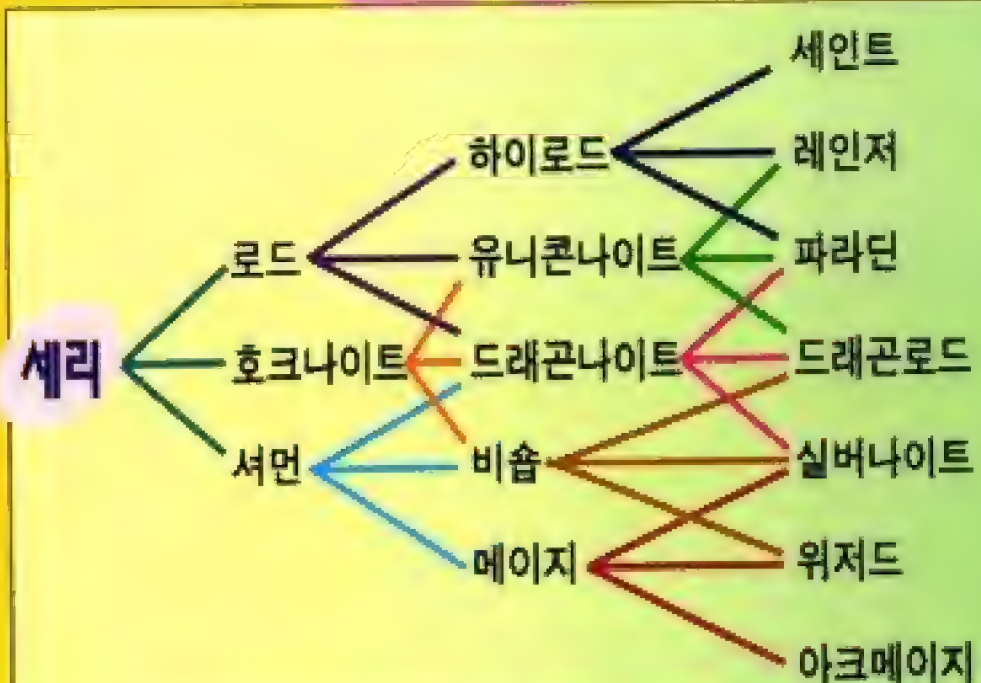 세리
로드
호크나이트
셔먼
하이로드
유니콘나이트
드래곤나이트
비숍
메이지
세인트
레인저
파라딘
드래곤로드
실버나이트
위저드
아크메이지